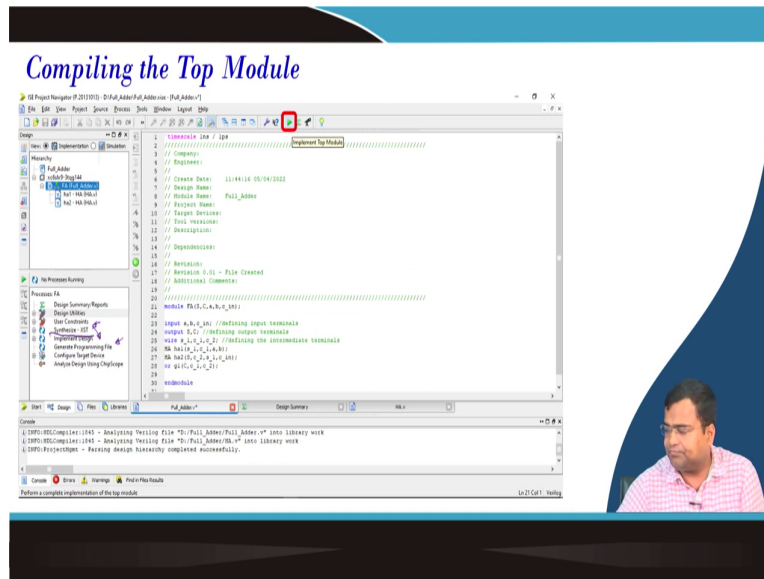 Compiling the Top Module
ISE Project Navigator (P.20131013) - D:\Full_Adder\Full_Adder.xise - [Full_Adder.v*]
File Edit View Project Source Process Tools Window Layout Help
Design
View: Implementation Simulation
Hierarchy
Full_Adder
FA (Full_Adder.v)
ha1 - HA (HA.v)
ha2 - HA (HA.v)
No Processes Running
Processes: FA
Design Summary/Reports
Design Utilities
User Constraints
Synthesize - XST
Implement Design
Generate Programming File
Configure Target Device
Analyze Design Using ChipScope
Implement Top Module
1 `timescale 1ns / 1ps
2 //////////////////////////////////////////////////////////////////////////////////
3 // Company:
4 // Engineer:
5 //
6 // Create Date: 11:44:16 05/04/2022
7 // Design Name:
8 // Module Name: Full_Adder
9 // Project Name:
10 // Target Devices:
11 // Tool versions:
12 // Description:
13 //
14 // Dependencies:
15 //
16 // Revision:
17 // Revision 0.01 - File Created
18 // Additional Comments:
19 //
20 //////////////////////////////////////////////////////////////////////////////////
21 module FA(S,C,a,b,c_in);
22
23 input a,b,c_in; //defining input terminals
24 output S,C; //defining output terminals
25 wire s_1,c_1,c_2; //defining the intermediate terminals
26 HA ha1(s_1,c_1,a,b);
27 HA ha2(S,c_2,s_1,c_in);
28 or g1(C,c_1,c_2);
29
30 endmodule
Start Design Files Libraries Full_Adder.v* Design Summary HA.v
Console
INFO:HDLCompiler:1845 - Analyzing Verilog file "D:/Full_Adder/Full_Adder.v" into library work
INFO:HDLCompiler:1845 - Analyzing Verilog file "D:/Full_Adder/HA.v" into library work
INFO:ProjectMgmt - Parsing design hierarchy completed successfully.
Console Errors Warnings Find in Files Results
Perform a complete implementation of the top module
Ln 21 Col 1 Verilog